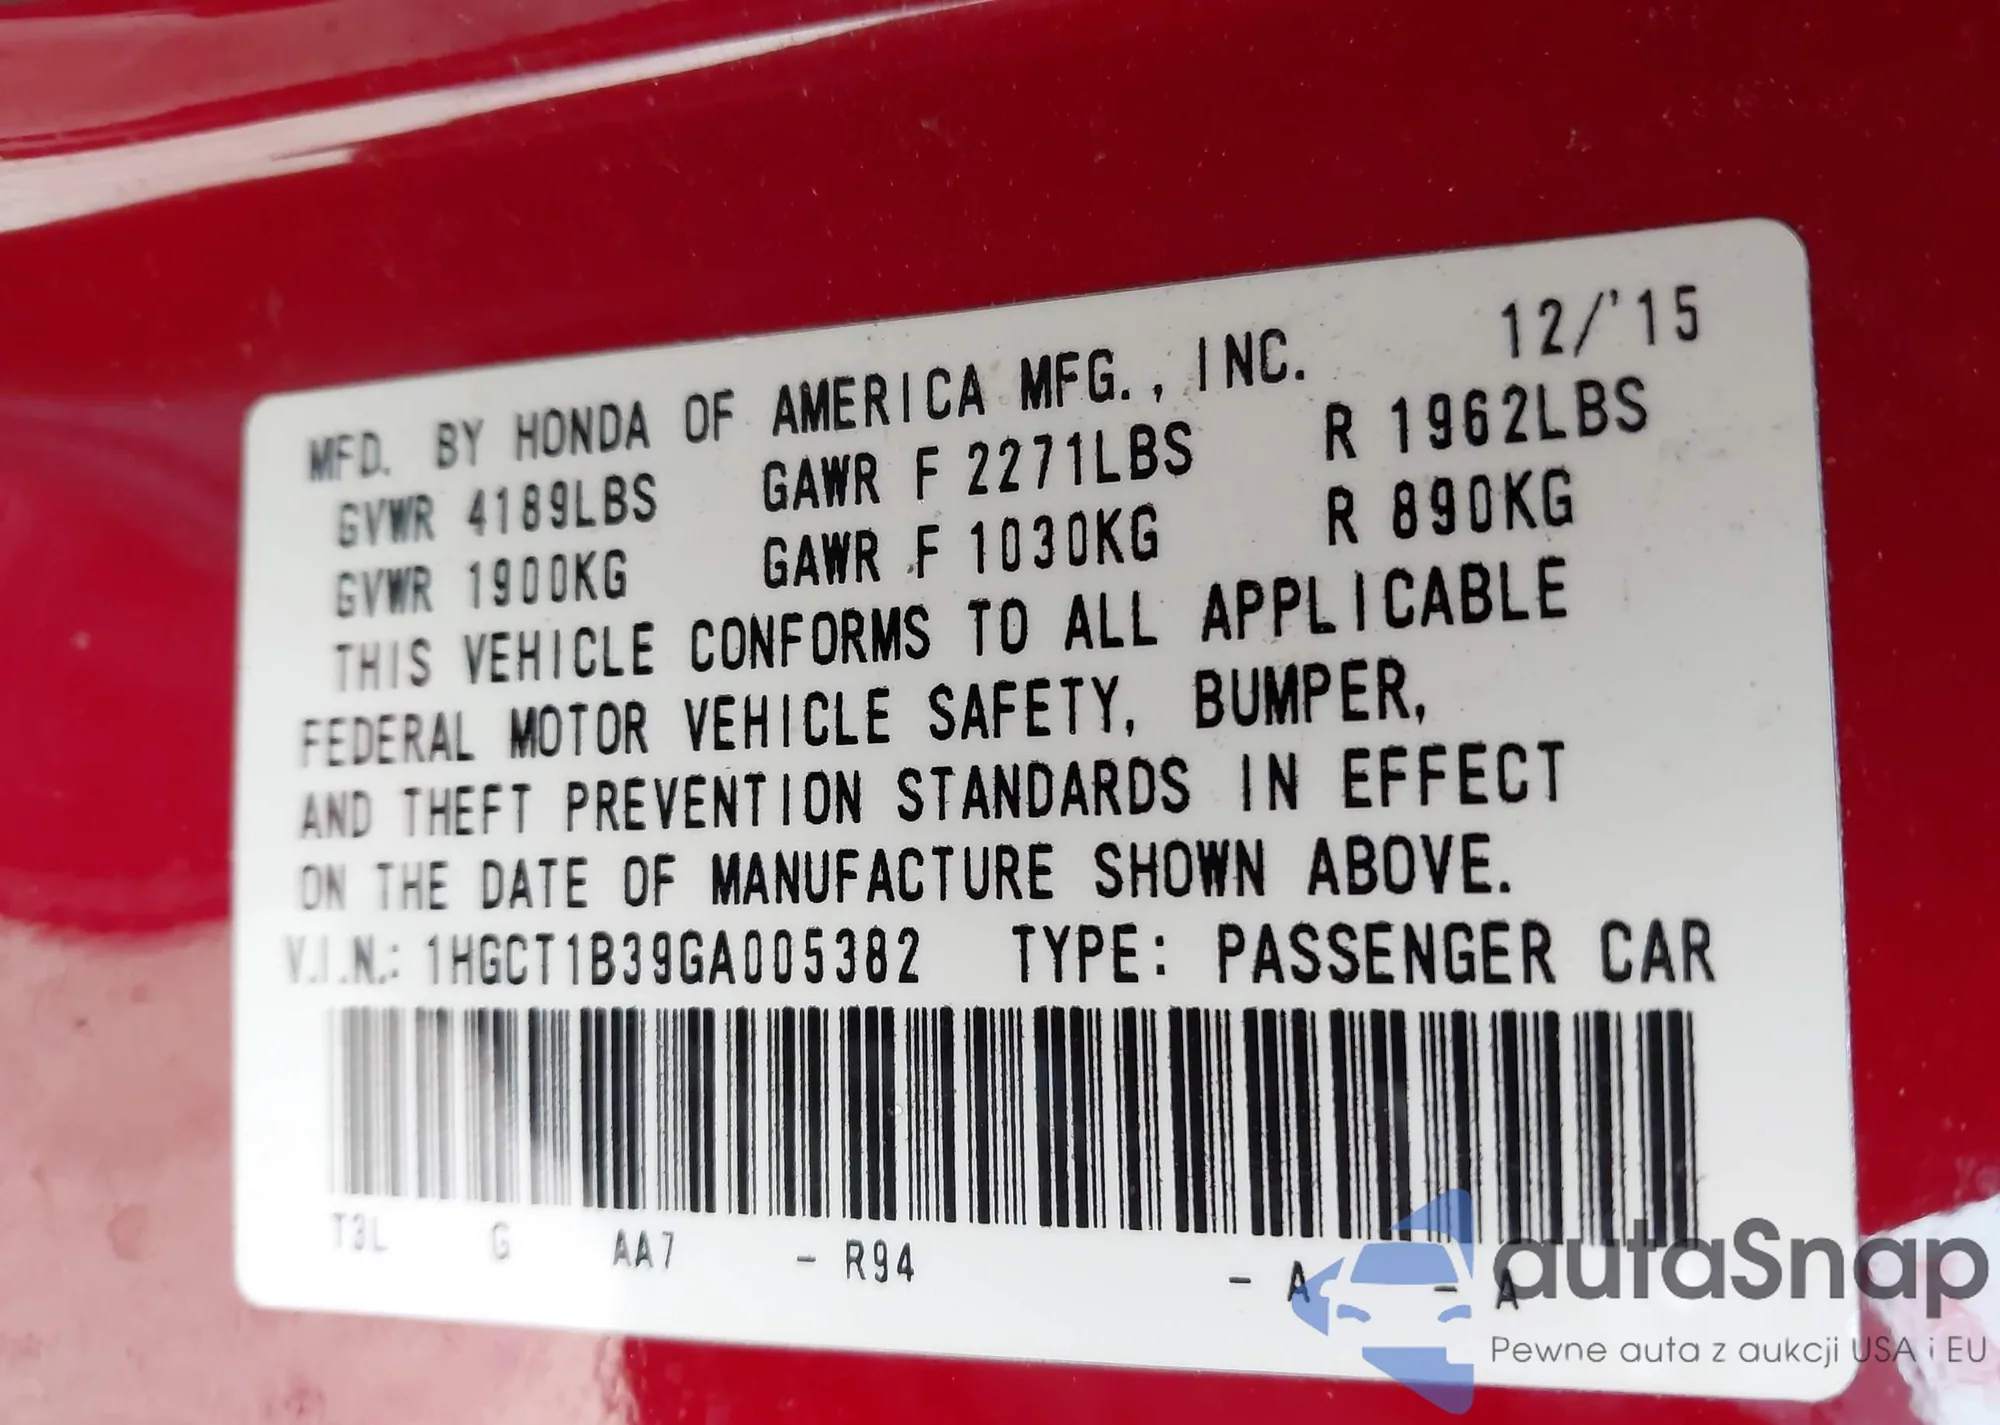 12/'15
MFD. BY HONDA OF AMERICA MFG., INC.
GVWR 4189LBS GAWR F 2271LBS R 1962LBS
GVWR 1900KG GAWR F 1030KG R 890KG
THIS VEHICLE CONFORMS TO ALL APPLICABLE
FEDERAL MOTOR VEHICLE SAFETY, BUMPER,
AND THEFT PREVENTION STANDARDS IN EFFECT
ON THE DATE OF MANUFACTURE SHOWN ABOVE.
V.I.N.: 1HGCT1B39GA005382 TYPE: PASSENGER CAR
T3L G AA7 - R94 - A - A
autaSnap
Pewne auta z aukcji USA i EU